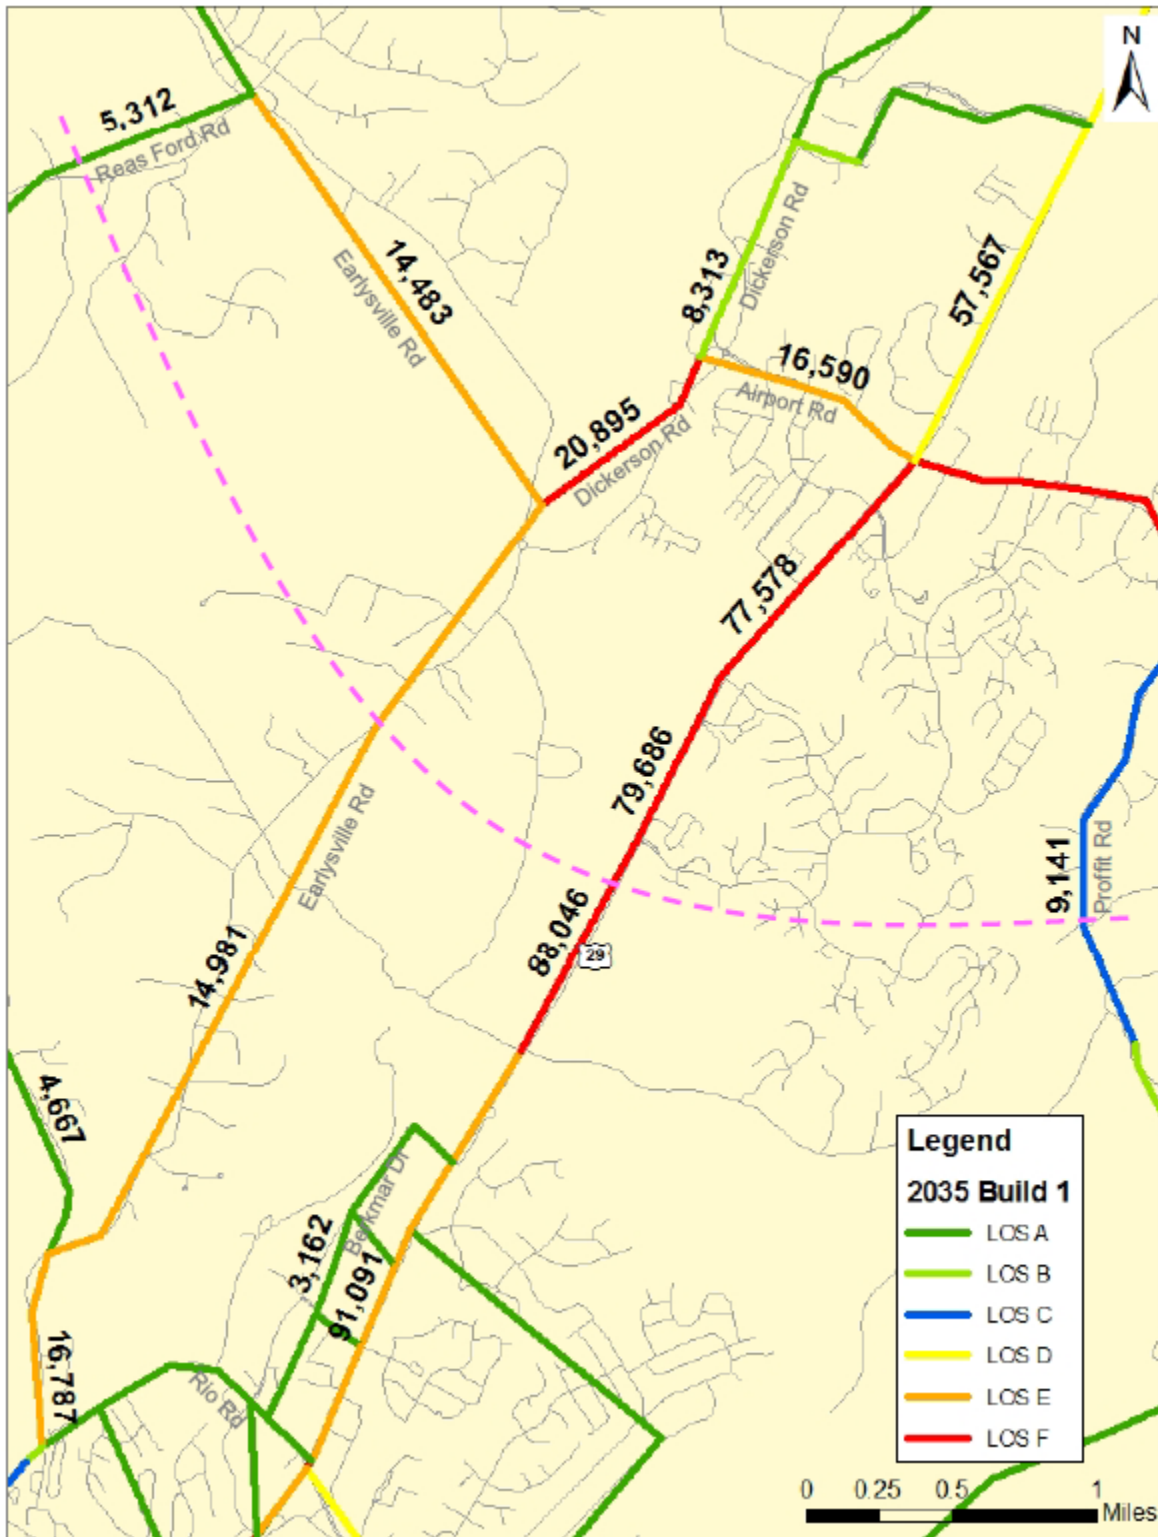 N
5,312
Reas Ford Rd
14,483
Earlysville Rd
8,313
Dickerson Rd
57,567
16,590
Airport Rd
20,895
Dickerson Rd
77,578
79,686
9,141
Proffit Rd
Earlysville Rd
14,981
88,046
29
4,667
Berkmar Dr
3,162
91,091
16,787
Rio Rd
Legend
2035 Build 1
LOS A
LOS B
LOS C
LOS D
LOS E
LOS F
0 0.25 0.5 1
Miles